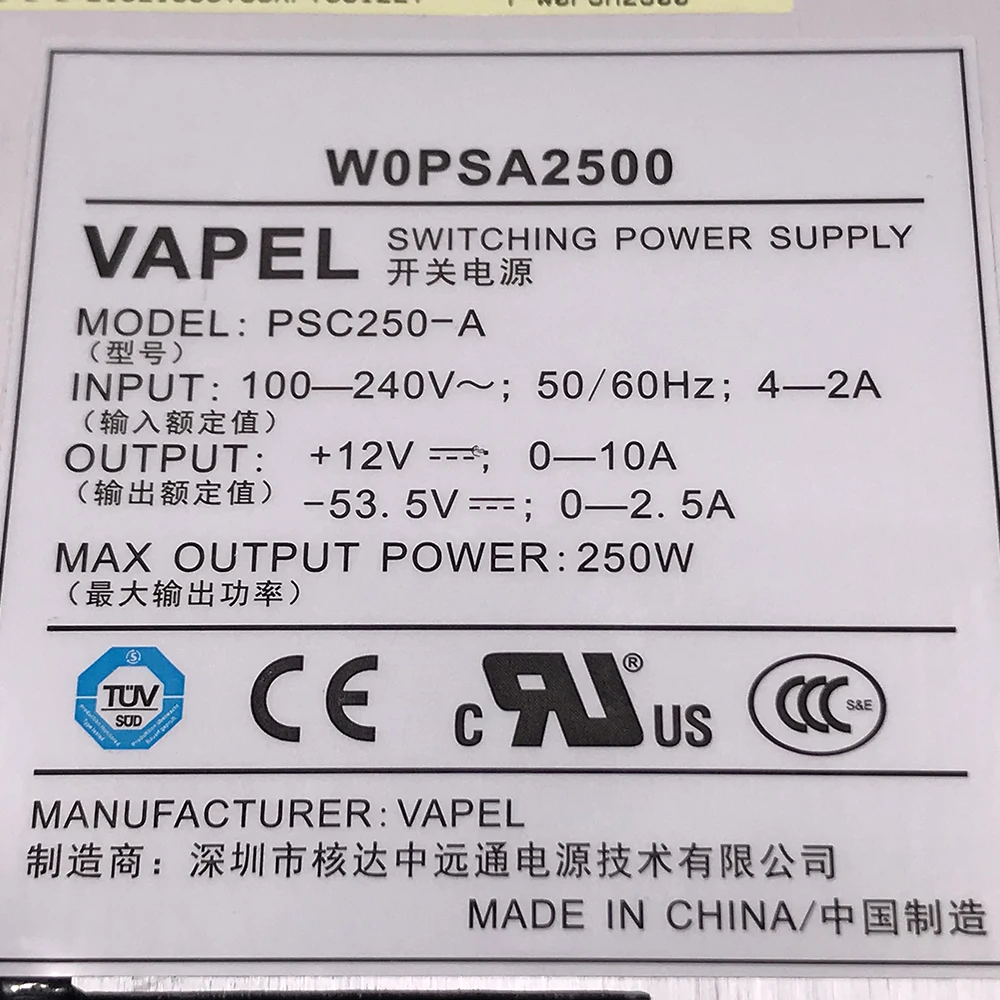 W0PSA2500
VAPEL SWITCHING POWER SUPPLY
开关电源
MODEL: PSC250-A
(型号)
INPUT: 100—240V～; 50/60Hz; 4—2A
(输入额定值)
OUTPUT: +12V ⎓; 0—10A
(输出额定值) -53.5V ⎓; 0—2.5A
MAX OUTPUT POWER: 250W
(最大输出功率)
TÜV
SÜD
CE
C RU ® US
CCC S&E
MANUFACTURER: VAPEL
制造商: 深圳市核达中远通电源技术有限公司
MADE IN CHINA/中国制造